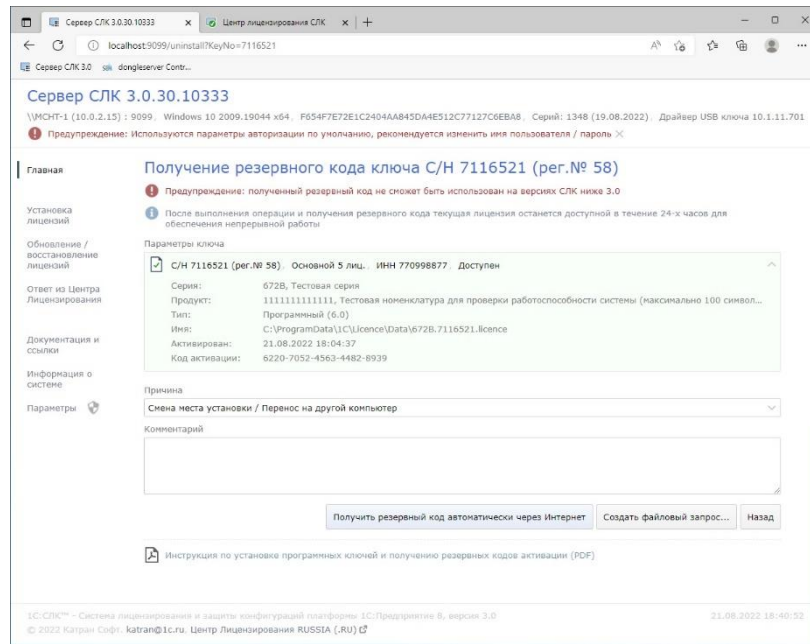 Сервер СЛК 3.0.30.10333
Центр лицензирования СЛК
localhost:9099/uninstall?KeyNo=7116521
Сервер СЛК 3.0
dongleserver Contr...
Сервер СЛК 3.0.30.10333
\\МСНТ-1 (10.0.2.15) : 9099, Windows 10 2009.19044 x64, F654F7E72E1C2404AA845DA4E512C77127C6EBA8, Серий: 1348 (19.08.2022), Драйвер USB ключа 10.1.11.701
Предупреждение: Используются параметры авторизации по умолчанию, рекомендуется изменить имя пользователя / пароль
Главная
Установка
лицензий
Обновление /
восстановление
лицензий
Ответ из Центра
Лицензирования
Документация и
ссылки
Информация о
системе
Параметры
Получение резервного кода ключа С/Н 7116521 (рег.№ 58)
Предупреждение: полученный резервный код не сможет быть использован на версиях СЛК ниже 3.0
После выполнения операции и получения резервного кода текущая лицензия останется доступной в течение 24-х часов для
обеспечения непрерывной работы
Параметры ключа
С/Н 7116521 (рег.№ 58), Основной 5 лиц., ИНН 770998877, Доступен
Серия: 672B, Тестовая серия
Продукт: 1111111111111, Тестовая номенклатура для проверки работоспособности системы (максимально 100 символ...
Тип: Программный (6.0)
Имя: C:\ProgramData\1C\Licence\Data\672B.7116521.licence
Активирован: 21.08.2022 18:04:37
Код активации: 6220-7052-4563-4482-8939
Причина
Смена места установки / Перенос на другой компьютер
Комментарий
Получить резервный код автоматически через Интернет
Создать файловый запрос...
Назад
Инструкция по установке программных ключей и получению резервных кодов активации (PDF)
1С:СЛК™ – Система лицензирования и защиты конфигураций платформы 1С:Предприятие 8, версия 3.0
21.08.2022 18:40:52
© 2022 Катран Софт, katran@1c.ru, Центр Лицензирования RUSSIA (.RU)